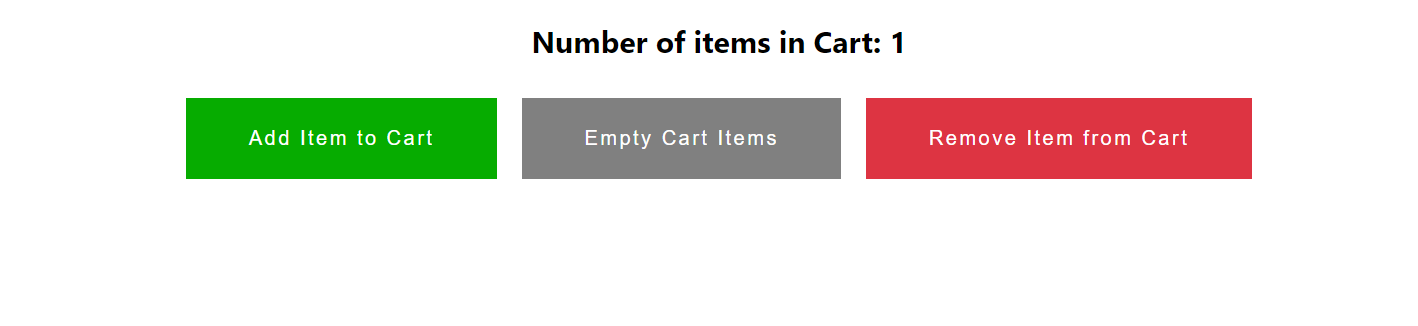 Number of items in Cart: 1
Add Item to Cart
Empty Cart Items
Remove Item from Cart